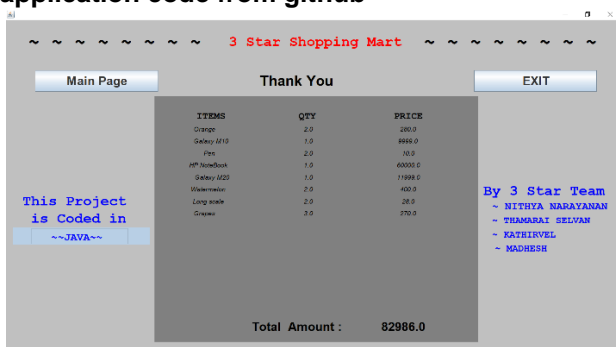 application code from github
~ ~ ~ ~ ~ ~ ~ ~ 3 Star Shopping Mart ~ ~ ~ ~ ~ ~ ~ ~
Main Page Thank You EXIT
ITEMS QTY PRICE
Orange 2.0 280.0
Galaxy M10 1.0 9999.0
Pen 2.0 10.0
HP NoteBook 1.0 60000.0
Galaxy M20 1.0 11999.0
Watermelon 2.0 400.0
Long scale 2.0 28.0
Grapes 3.0 270.0
Total Amount : 82986.0
This Project
is Coded in
~~JAVA~~
By 3 Star Team
~ NITHYA NARAYANAN
~ THAMARAI SELVAN
~ KATHIRVEL
~ MADHESH